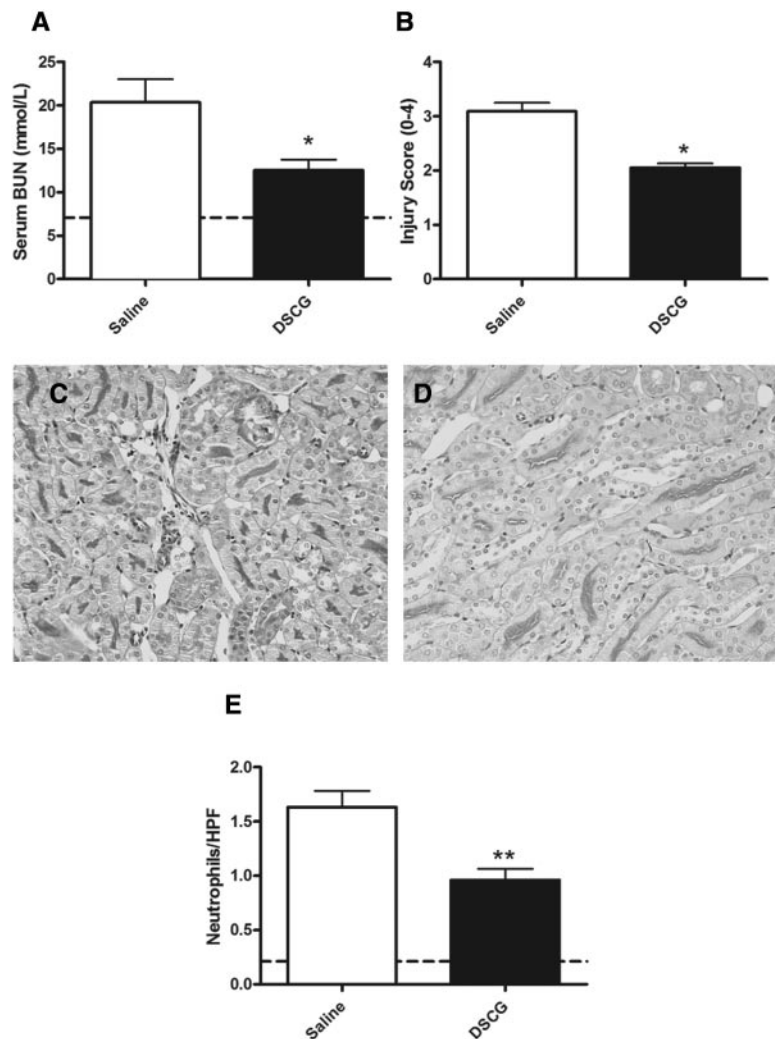 A
B
25
20
15
10
5
0
Serum BUN (mmol/L)
*
Saline
DSCG
4
3
2
1
0
Injury Score (0-4)
*
Saline
DSCG
C
D
E
2.0
1.5
1.0
0.5
0.0
Neutrophils/HPF
**
Saline
DSCG